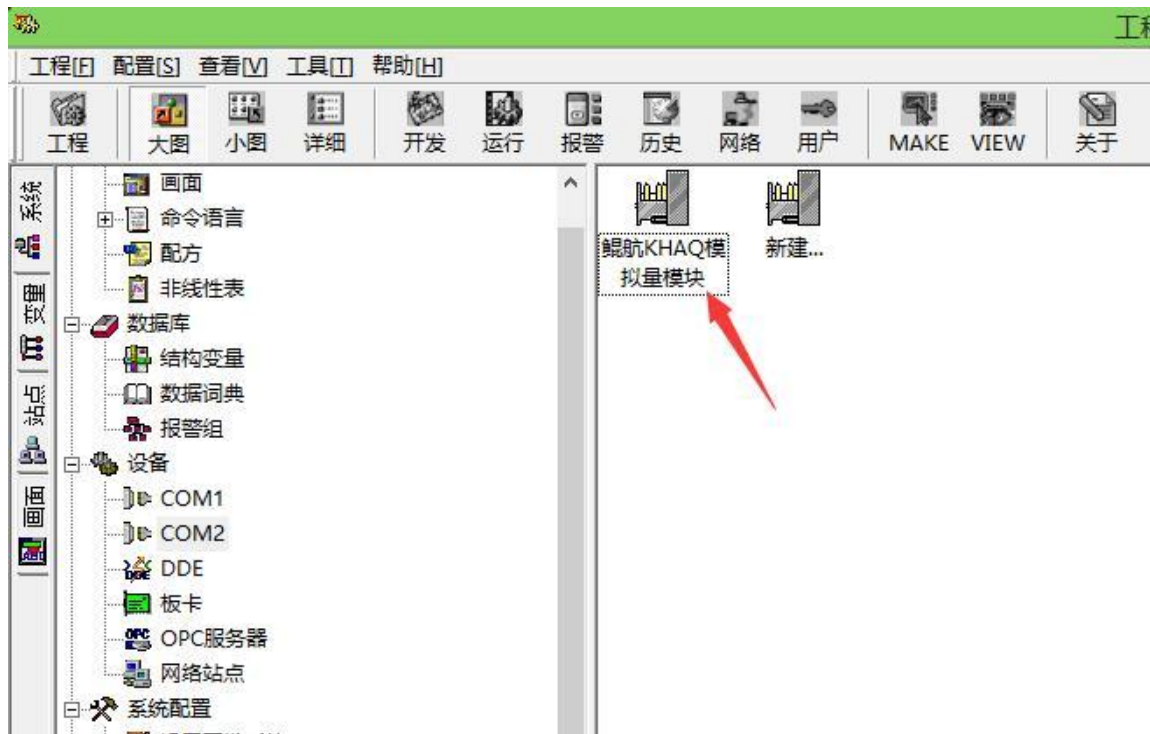 工程
工程[F] 配置[S] 查看[V] 工具[T] 帮助[H]
工程 大图 小图 详细 开发 运行 报警 历史 网络 用户 MAKE VIEW 关于
系统
变量
站点
画面
画面
命令语言
配方
非线性表
数据库
结构变量
数据词典
报警组
设备
COM1
COM2
DDE
板卡
OPC服务器
网络站点
系统配置
鲲航KHAQ模
拟量模块
新建...